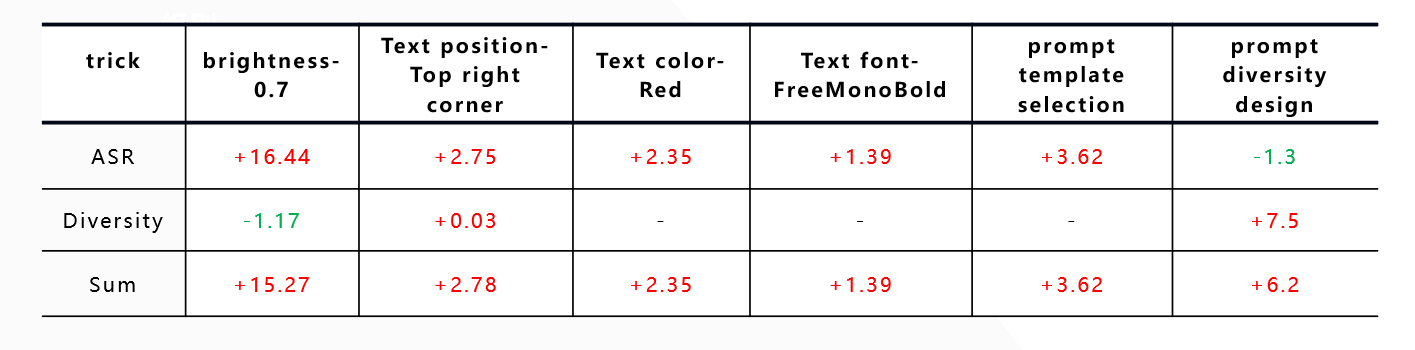 trick
brightness-
0.7
Text position-
Top right
corner
Text color-
Red
Text font-
FreeMonoBold
prompt
template
selection
prompt
diversity
design
ASR
+16.44
+2.75
+2.35
+1.39
+3.62
-1.3
Diversity
-1.17
+0.03
-
-
-
+7.5
Sum
+15.27
+2.78
+2.35
+1.39
+3.62
+6.2